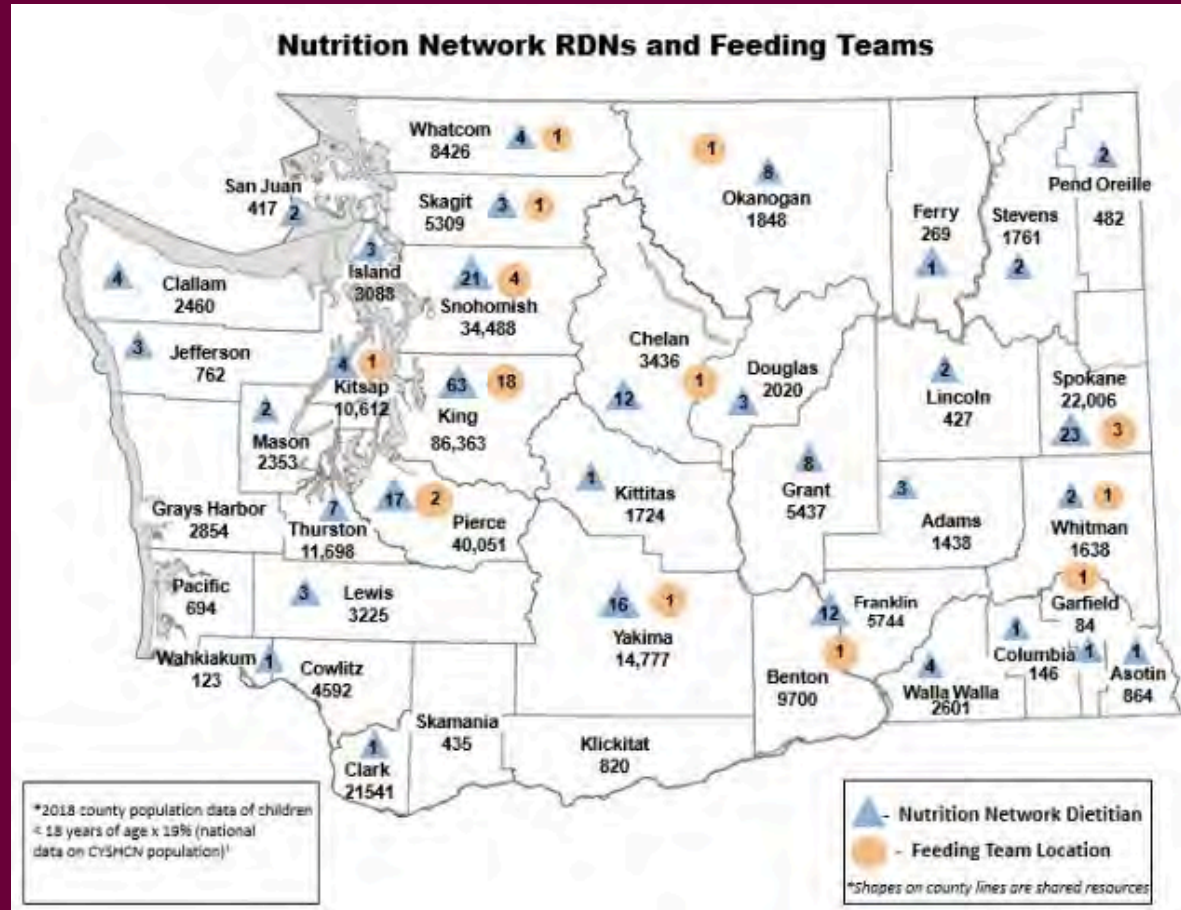 Nutrition Network RDNs and Feeding Teams
Whatcom
8426
4
1
San Juan
417
2
Skagit
5309
3
1
1
8
Okanogan
1848
Ferry
269
1
Stevens
1761
2
2
Pend Oreille
482
4
Clallam
2460
3
Island
3088
21
4
Snohomish
34,488
3
Jefferson
762
4
1
Kitsap
10,612
63
18
King
86,363
Chelan
3436
12
1
Douglas
2020
3
2
Lincoln
427
Spokane
22,006
23
3
2
Mason
2353
Grays Harbor
2854
7
Thurston
11,698
17
2
Pierce
40,051
1
Kittitas
1724
8
Grant
5437
3
Adams
1438
2
1
Whitman
1638
Pacific
694
3
Lewis
3225
16
1
Yakima
14,777
12
Franklin
5744
1
Benton
9700
1
Garfield
84
1
Columbia
146
1
1
Asotin
864
4
Walla Walla
2601
Wahkiakum
123
1
Cowlitz
4592
Skamania
435
Klickitat
820
1
Clark
21541
*2018 county population data of children
< 18 years of age x 19% (national
data on CYSHCN population)¹
- Nutrition Network Dietitian
- Feeding Team Location
*Shapes on county lines are shared resources